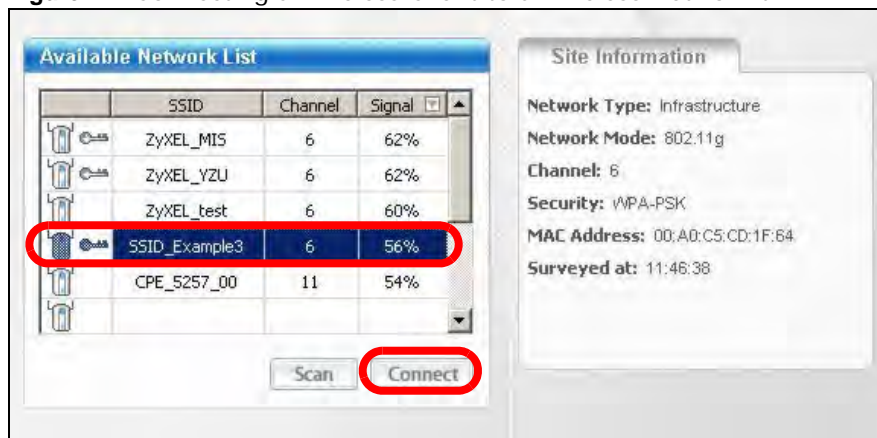 Available Network List
SSID Channel Signal
ZyXEL_MIS 6 62%
ZyXEL_YZU 6 62%
ZyXEL_test 6 60%
SSID_Example3 6 56%
CPE_5257_00 11 54%
Scan Connect
Site Information
Network Type: Infrastructure
Network Mode: 802.11g
Channel: 6
Security: WPA-PSK
MAC Address: 00:A0:C5:CD:1F:64
Surveyed at: 11:46:38